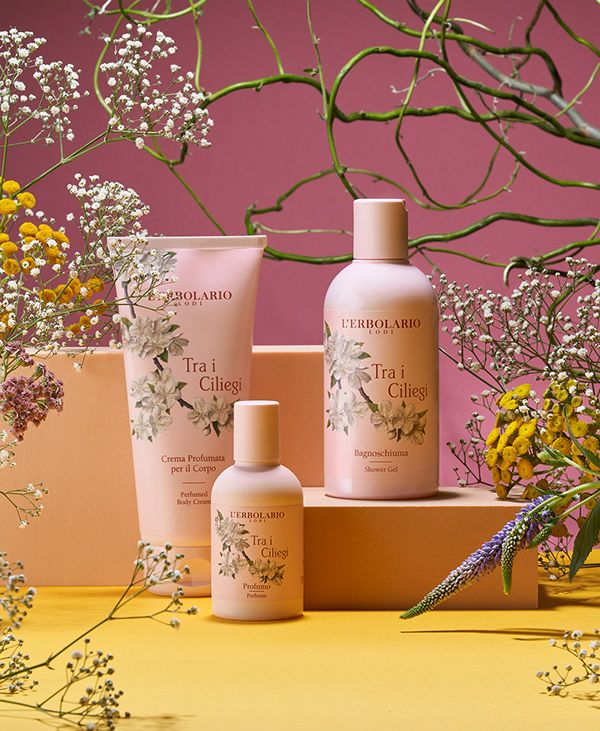 L'ERBOLARIO
LODI
Tra i
Ciliegi
Crema Profumata
per il Corpo
Perfumed
Body Cream
L'ERBOLARIO
LODI
Tra i
Ciliegi
Profumo
Perfume
L'ERBOLARIO
LODI
Tra i
Ciliegi
Bagnoschiuma
Shower Gel